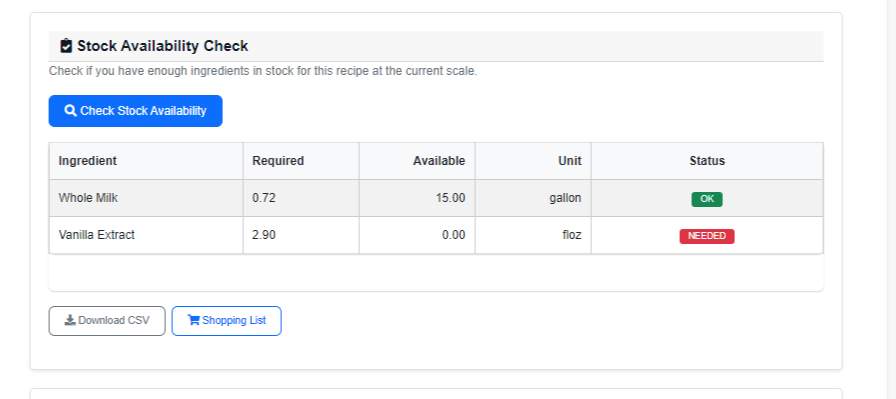 Stock Availability Check
Check if you have enough ingredients in stock for this recipe at the current scale.
Check Stock Availability
Ingredient Required Available Unit Status
Whole Milk 0.72 15.00 gallon OK
Vanilla Extract 2.90 0.00 floz NEEDED
Download CSV Shopping List